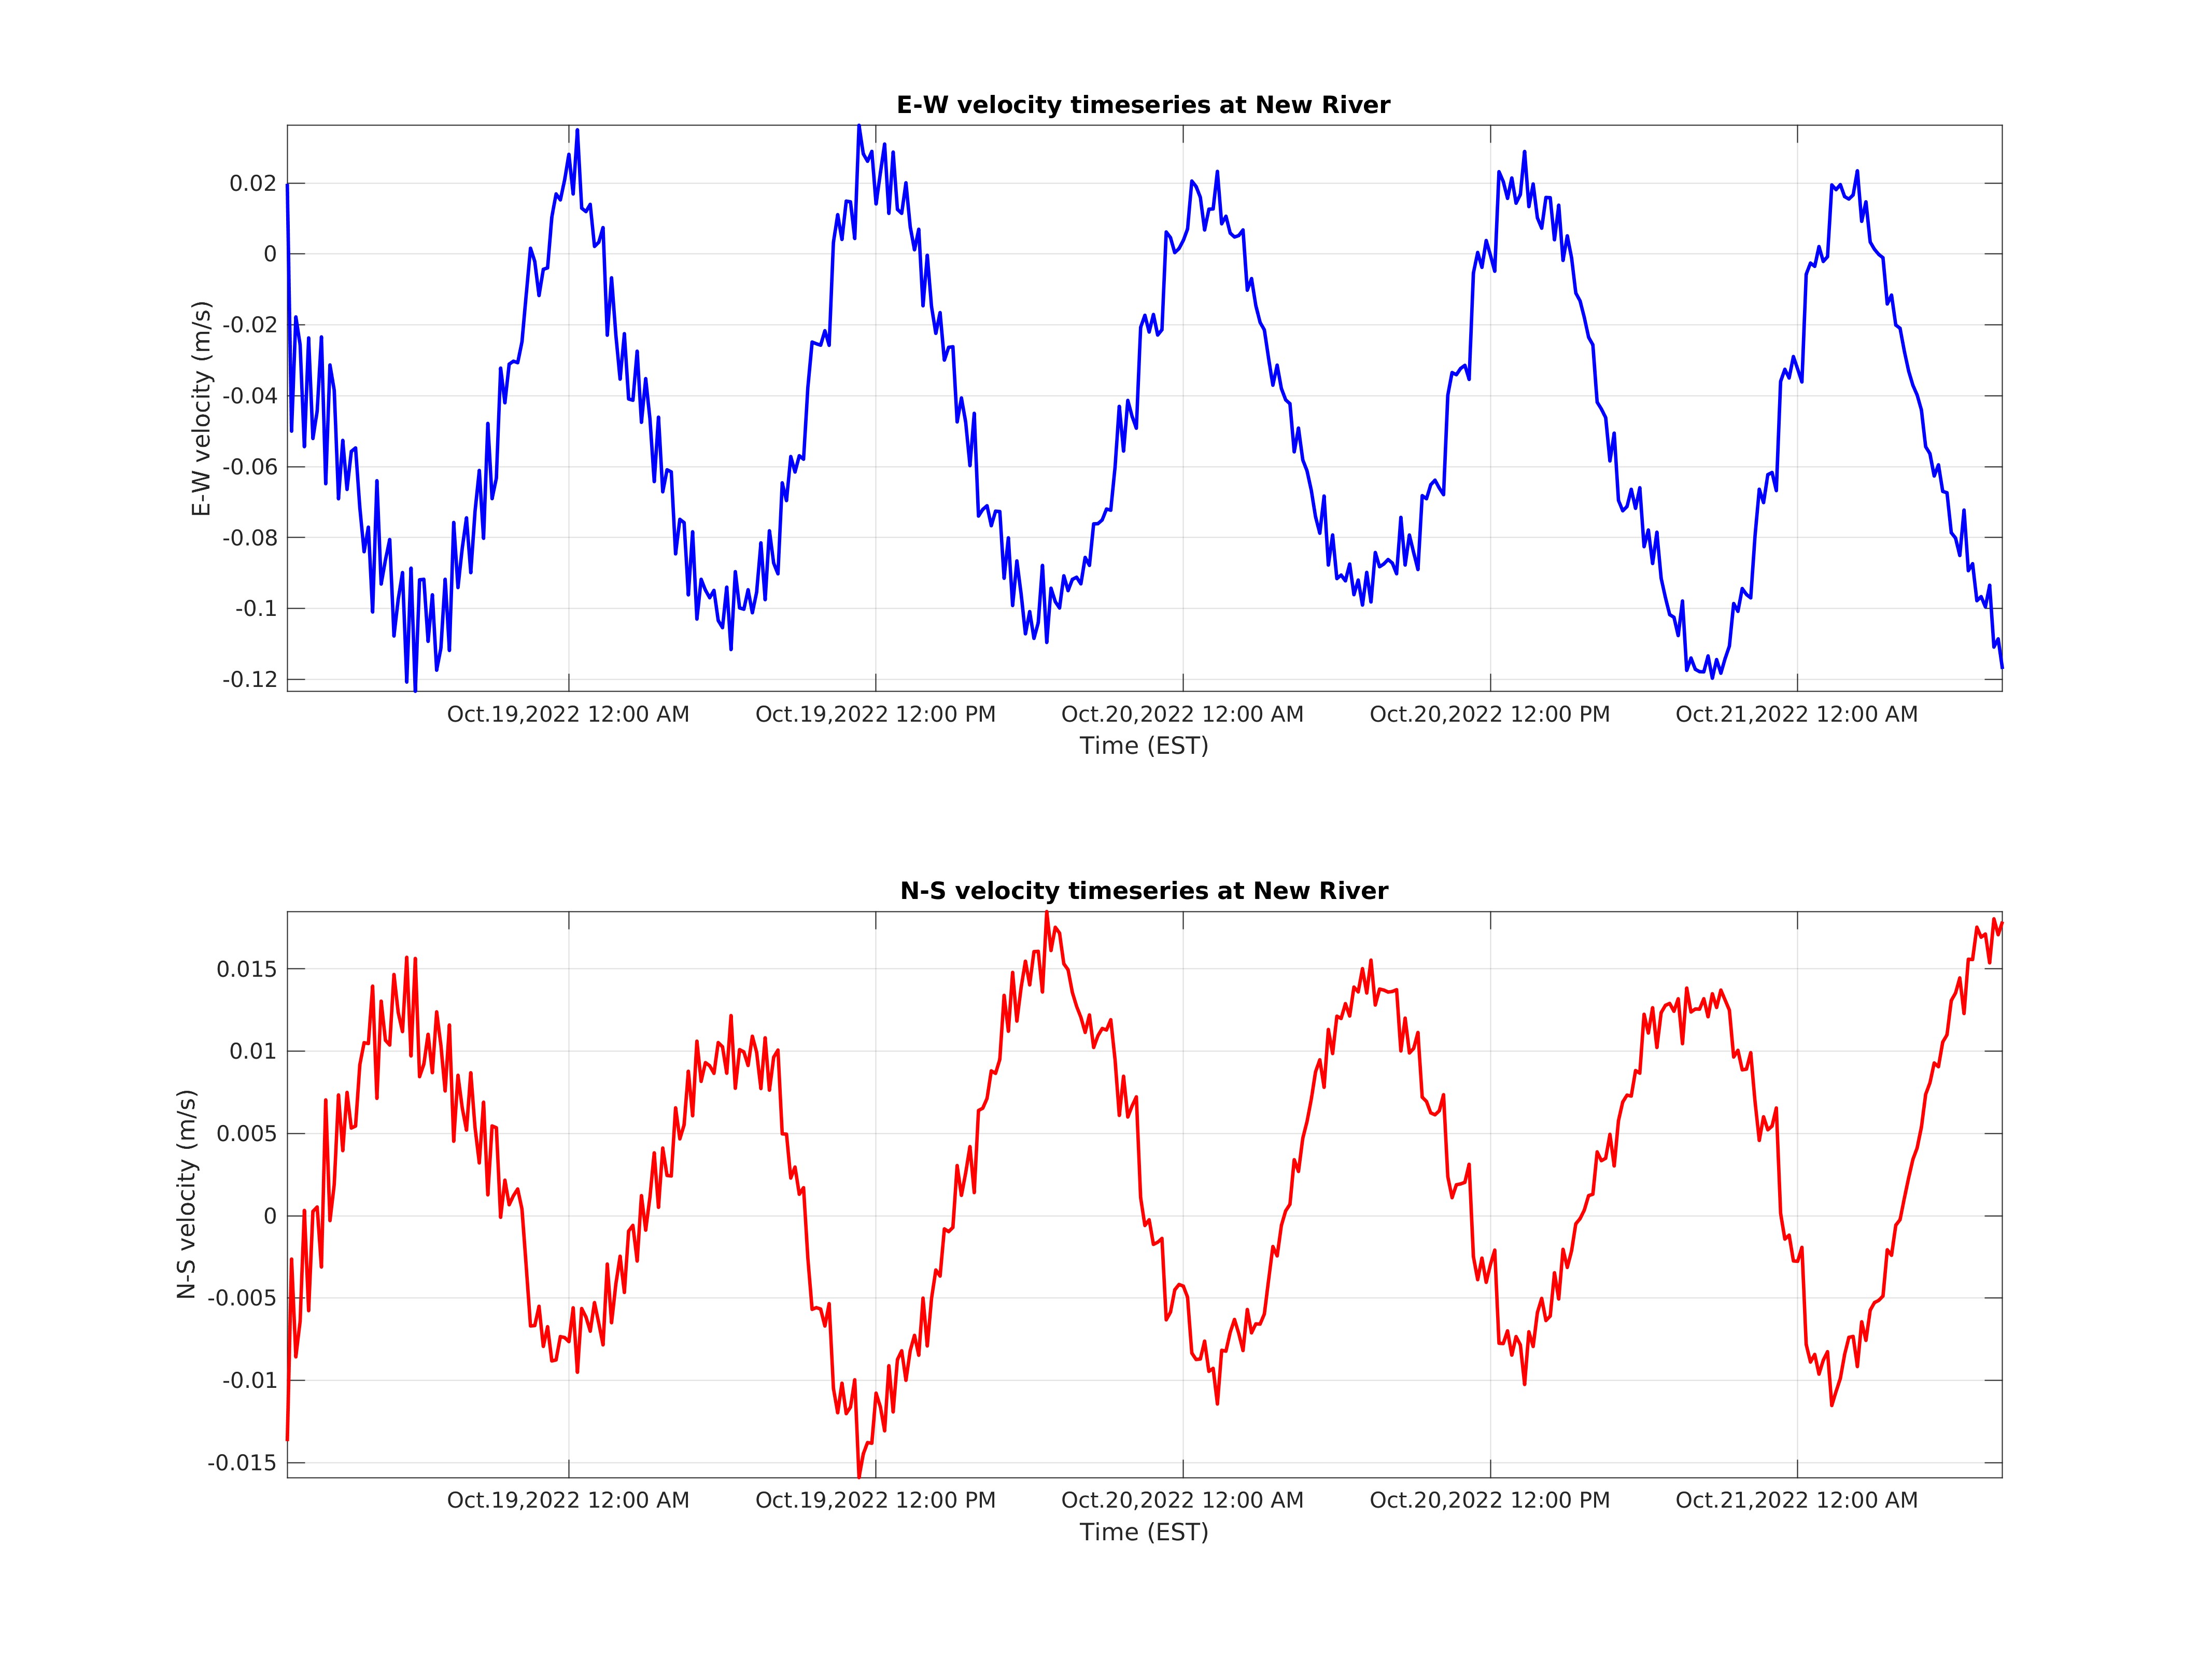 E-W velocity timeseries at New River
E-W velocity (m/s)
0.02
0
-0.02
-0.04
-0.06
-0.08
-0.1
-0.12
Oct.19,2022 12:00 AM Oct.19,2022 12:00 PM Oct.20,2022 12:00 AM Oct.20,2022 12:00 PM Oct.21,2022 12:00 AM
Time (EST)
N-S velocity timeseries at New River
N-S velocity (m/s)
0.015
0.01
0.005
0
-0.005
-0.01
-0.015
Oct.19,2022 12:00 AM Oct.19,2022 12:00 PM Oct.20,2022 12:00 AM Oct.20,2022 12:00 PM Oct.21,2022 12:00 AM
Time (EST)